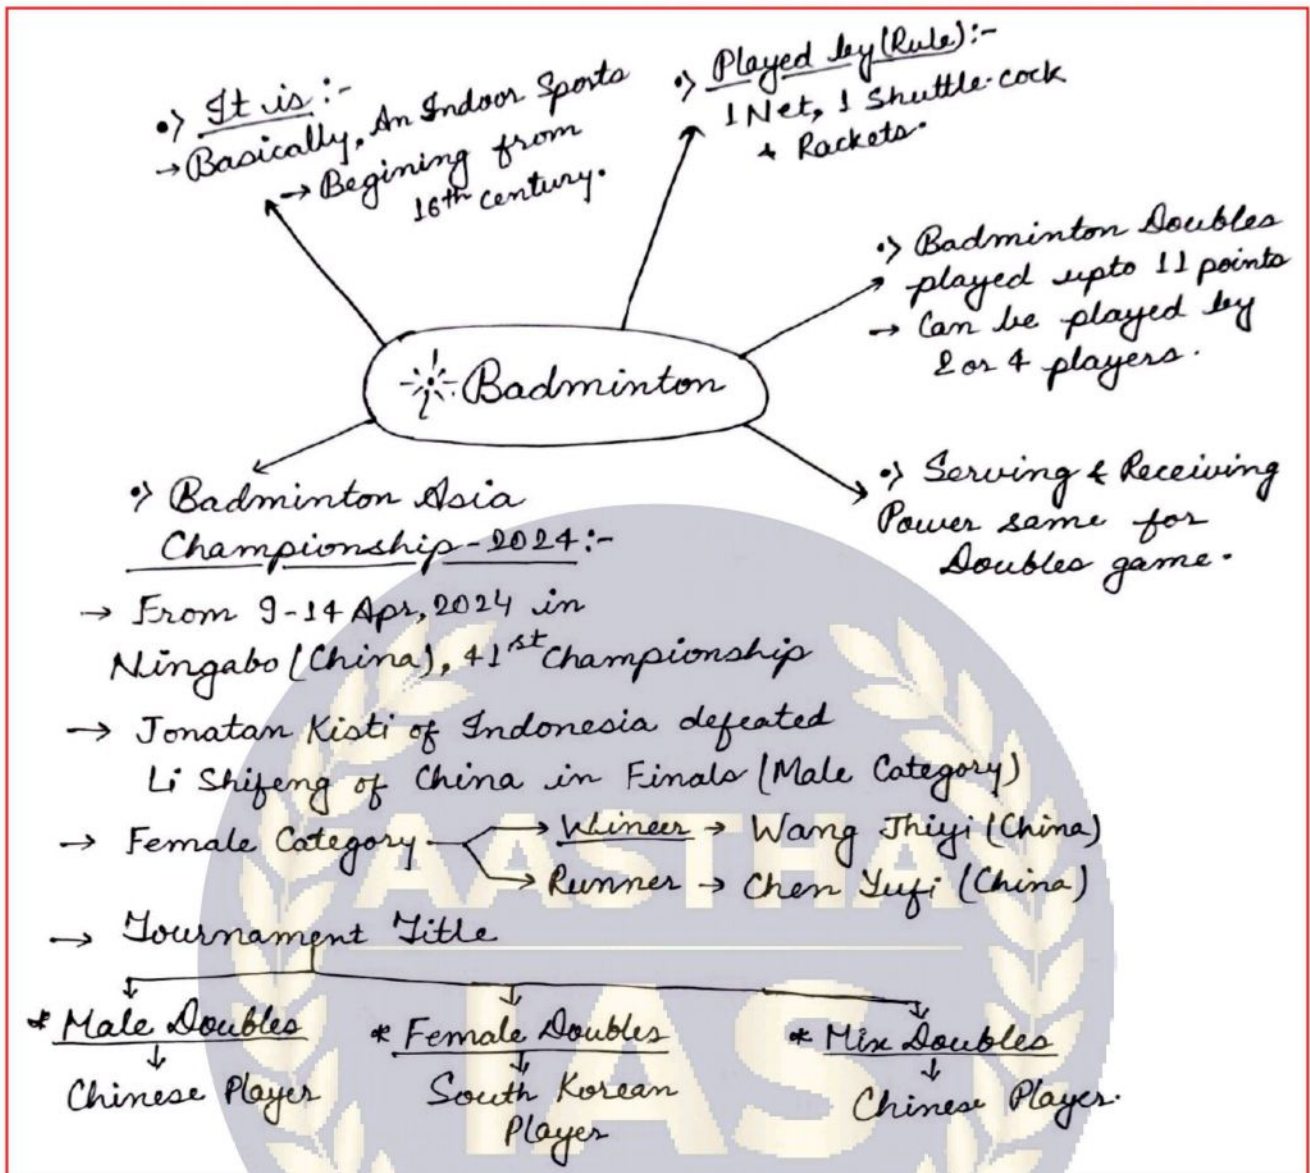 •> It is :-
→ Basically, An Indoor Sports
→ Begining from
16th century.
•> Played by (Rule) :-
1 Net, 1 Shuttle-cock
& Rackets.
•> Badminton Doubles
played upto 11 points
→ Can be played by
2 or 4 players.
Badminton
•> Serving & Receiving
Power same for
Doubles game.
•> Badminton Asia
Championship - 2024 :-
→ From 9-14 Apr, 2024 in
Ningabo (China), 41st Championship
→ Jonatan Kisti of Indonesia defeated
Li Shifeng of China in Finals (Male Category)
→ Female Category → Whineer → Wang Jhiyi (China)
→ Runner → Chen Yufi (China)
→ Tournament Title
* Male Doubles
↓
Chinese Player
* Female Doubles
↓
South Korean
Player
* Mix Doubles
↓
Chinese Player.
AASTHA
IAS